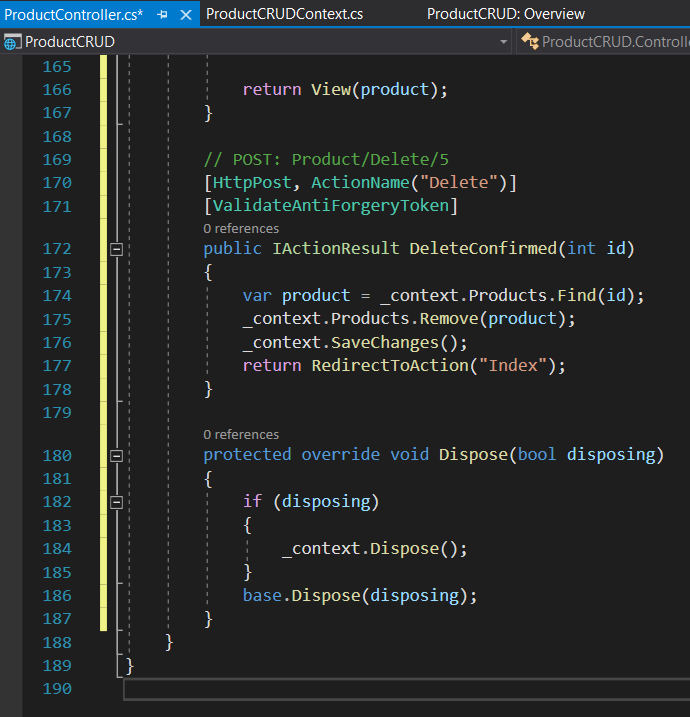 ProductController.cs*
ProductCRUDContext.cs
ProductCRUD: Overview
ProductCRUD
ProductCRUD.Controlle
165
166 return View(product);
167 }
168
169 // POST: Product/Delete/5
170 [HttpPost, ActionName("Delete")]
171 [ValidateAntiForgeryToken]
0 references
172 public IActionResult DeleteConfirmed(int id)
173 {
174 var product = _context.Products.Find(id);
175 _context.Products.Remove(product);
176 _context.SaveChanges();
177 return RedirectToAction("Index");
178 }
179
0 references
180 protected override void Dispose(bool disposing)
181 {
182 if (disposing)
183 {
184 _context.Dispose();
185 }
186 base.Dispose(disposing);
187 }
188 }
189 }
190